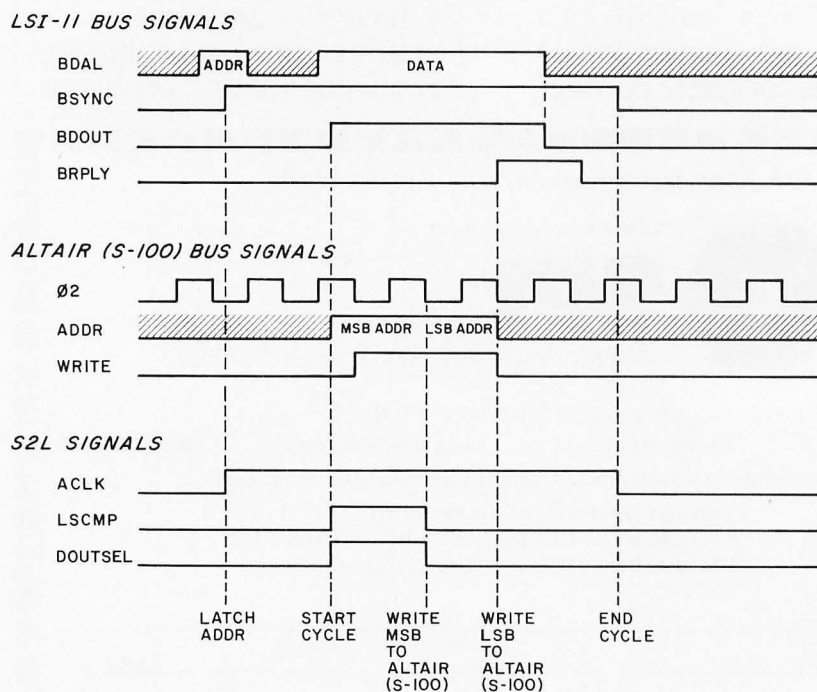 LSI-11 BUS SIGNALS
BDAL
ADDR
DATA
BSYNC
BDOUT
BRPLY
ALTAIR (S-100) BUS SIGNALS
Ø2
ADDR
MSB ADDR
LSB ADDR
WRITE
S2L SIGNALS
ACLK
LSCMP
DOUTSEL
LATCH
ADDR
START
CYCLE
WRITE
MSB
TO
ALTAIR
(S-100)
WRITE
LSB
TO
ALTAIR
(S-100)
END
CYCLE